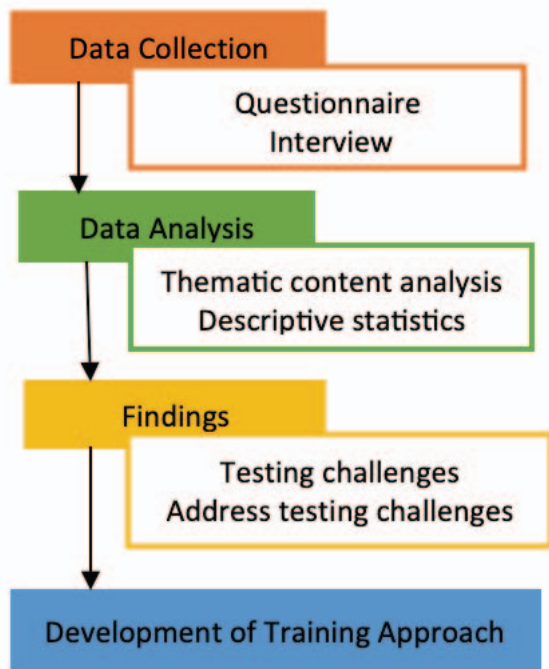 Data Collection
Questionnaire
Interview
Data Analysis
Thematic content analysis
Descriptive statistics
Findings
Testing challenges
Address testing challenges
Development of Training Approach